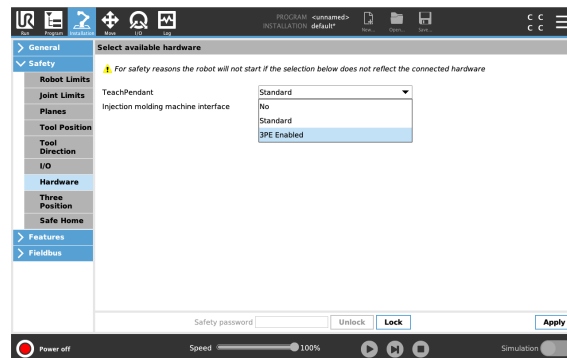 UR
Run
Program
Installation
Move
I/O
Log
PROGRAM <unnamed>
INSTALLATION default*
New...
Open...
Save...
C C
C C
General
Safety
Robot Limits
Joint Limits
Planes
Tool Position
Tool
Direction
I/O
Hardware
Three
Position
Safe Home
Features
Fieldbus
Select available hardware
For safety reasons the robot will not start if the selection below does not reflect the connected hardware
TeachPendant
Standard
Injection molding machine interface
No
Standard
3PE Enabled
Safety password
Unlock
Lock
Apply
Power off
Speed
100%
Simulation